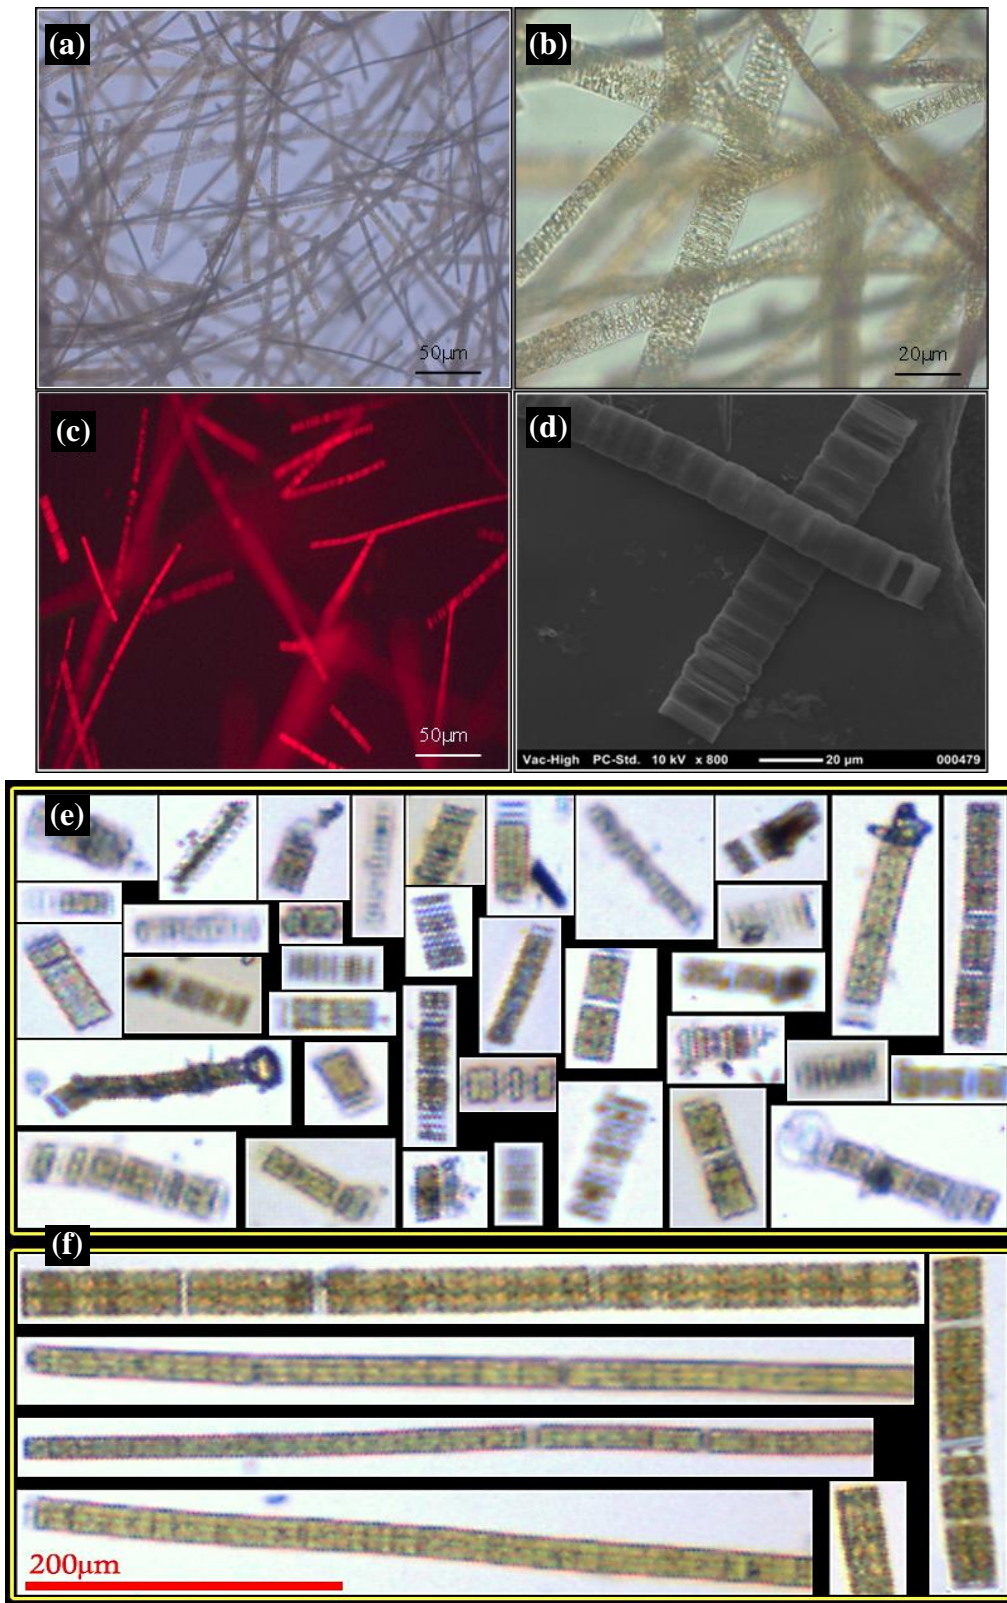 (a)
50µm
(b)
20µm
(c)
50µm
(d)
Vac-High PC-Std. 10 kV x 800 20 µm 000479
(e)
(f)
200µm